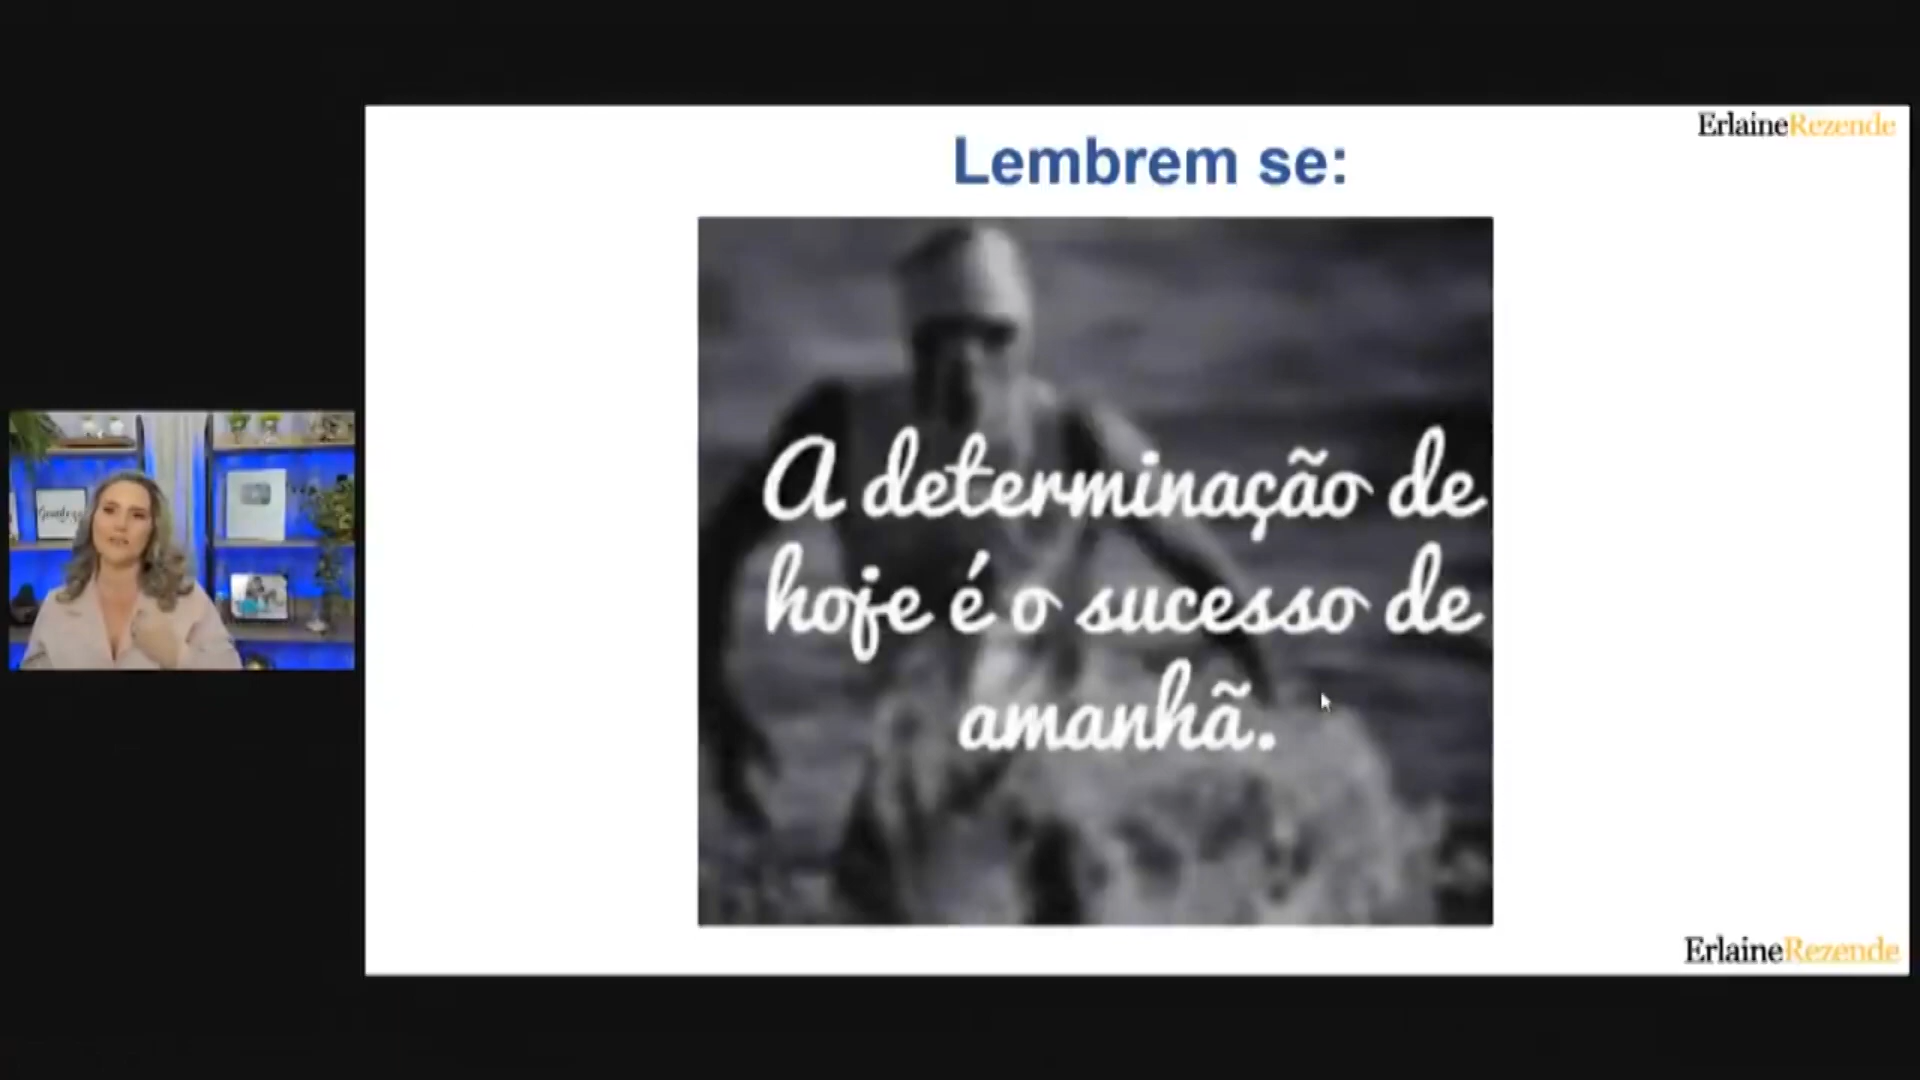 ErlaineRezende
Lembrem se:
A determinação de
hoje é o sucesso de
amanhã.
ErlaineRezende